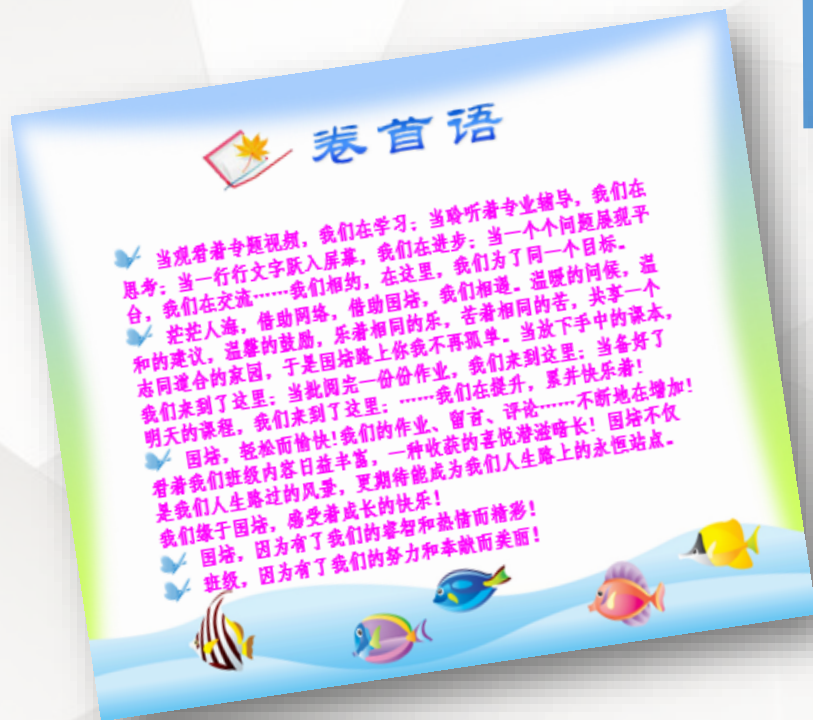 卷首语
当观看着专题视频，我们在学习；当聆听着专业辅导，我们在
思考；当一行行文字跃入屏幕，我们在进步；当一个个问题展现平
台，我们在交流……我们相约，在这里，我们为了同一个目标。
茫茫人海，借助网络，借助国培，我们相遇。温暖的问候，温
和的建议，温馨的鼓励，乐着相同的乐，苦着相同的苦，共享一个
志同道合的家园，于是国培路上你我不再孤单。当放下手中的课本，
我们来到了这里；当批阅完一份份作业，我们来到这里；当备好了
明天的课程，我们来到了这里；……我们在提升，累并快乐着！
国培，轻松而愉快！我们的作业、留言、评论……不断地在增加！
看着我们班级内容日益丰富，一种收获的喜悦潜滋暗长！国培不仅
是我们人生路过的风景，更期待能成为我们人生路上的永恒站点。
我们缘于国培，感受着成长的快乐！
国培，因为有了我们的睿智和热情而精彩！
班级，因为有了我们的努力和奉献而美丽！